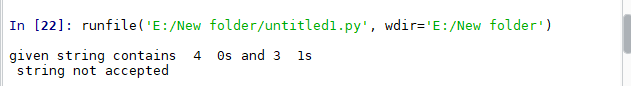 In [22]: runfile('E:/New folder/untitled1.py', wdir='E:/New folder')
given string contains  4  0s and 3  1s
 string not accepted